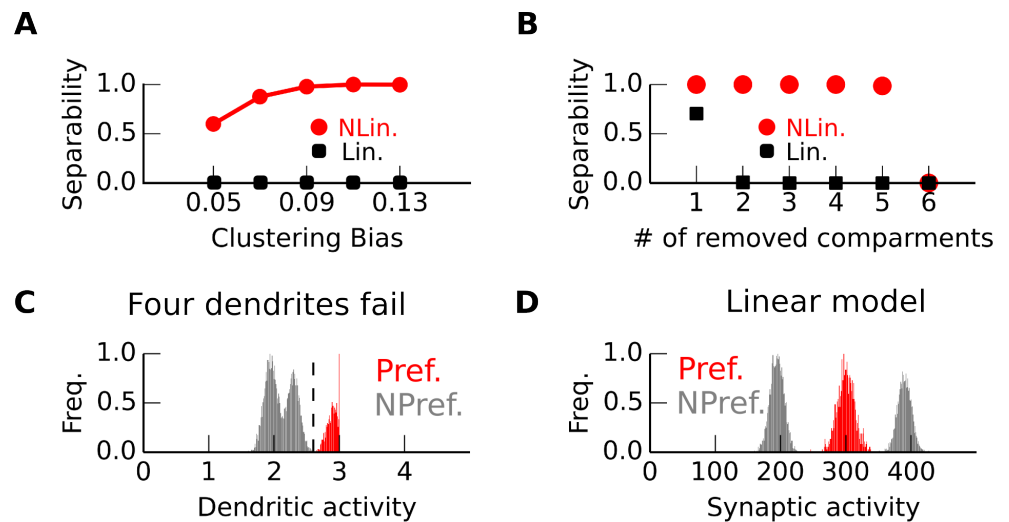 A
Separability
1.0
0.5
0.0
NLin.
Lin.
0.05 0.09 0.13
Clustering Bias
B
Separability
1.0
0.5
0.0
NLin.
Lin.
1 2 3 4 5 6
# of removed comparments
C
Four dendrites fail
Freq.
1.0
0.5
0.0
Pref.
NPref.
0 1 2 3 4
Dendritic activity
D
Linear model
Freq.
1.0
0.5
0.0
Pref.
NPref.
0 100 200 300 400
Synaptic activity